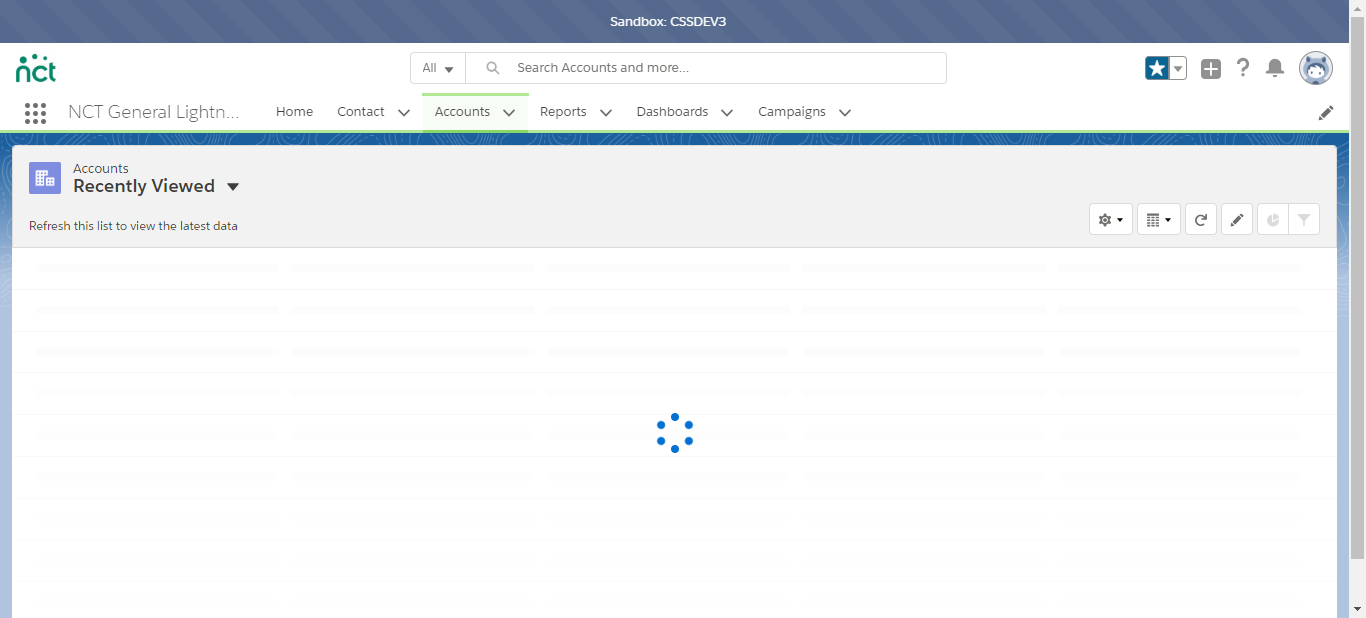 Sandbox: CSSDEV3
nct
All
Search Accounts and more...
NCT General Lightn...
Home
Contact
Accounts
Reports
Dashboards
Campaigns
Accounts
Recently Viewed
Refresh this list to view the latest data